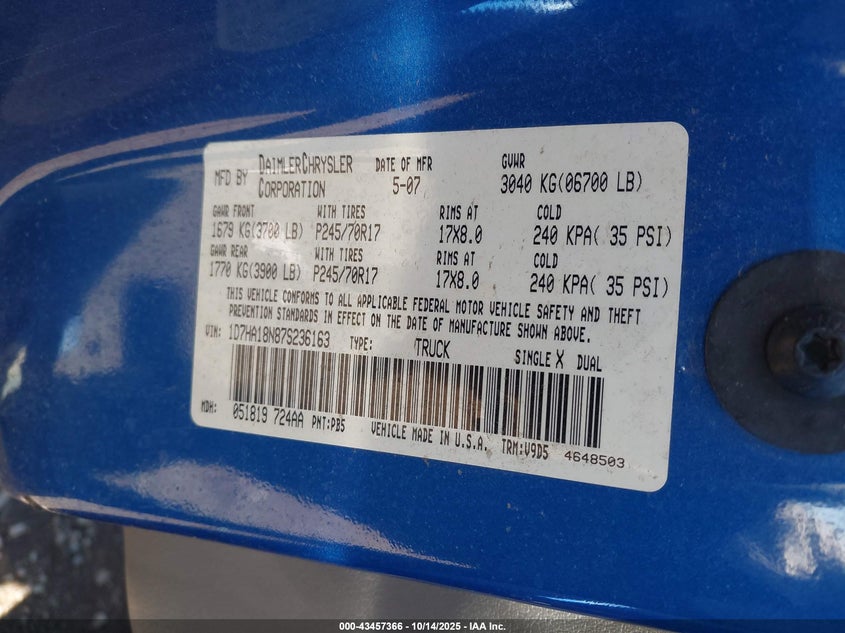 MFD BY DAIMLERCHRYSLER CORPORATION DATE OF MFR 5-07 GVWR 3040 KG(06700 LB)
GAWR FRONT WITH TIRES RIMS AT COLD
1679 KG(3700 LB) P245/70R17 17X8.0 240 KPA( 35 PSI)
GAWR REAR WITH TIRES RIMS AT COLD
1770 KG(3900 LB) P245/70R17 17X8.0 240 KPA( 35 PSI)
THIS VEHICLE CONFORMS TO ALL APPLICABLE FEDERAL MOTOR VEHICLE SAFETY AND THEFT
PREVENTION STANDARDS IN EFFECT ON THE DATE OF MANUFACTURE SHOWN ABOVE.
VIN: 1D7HA18N87S236163 TYPE: TRUCK SINGLE X DUAL
MDH: 051819 724AA PNT:PB5 VEHICLE MADE IN U.S.A. TRM:V9D5 4648503
000-43457366 - 10/14/2025 - IAA Inc.